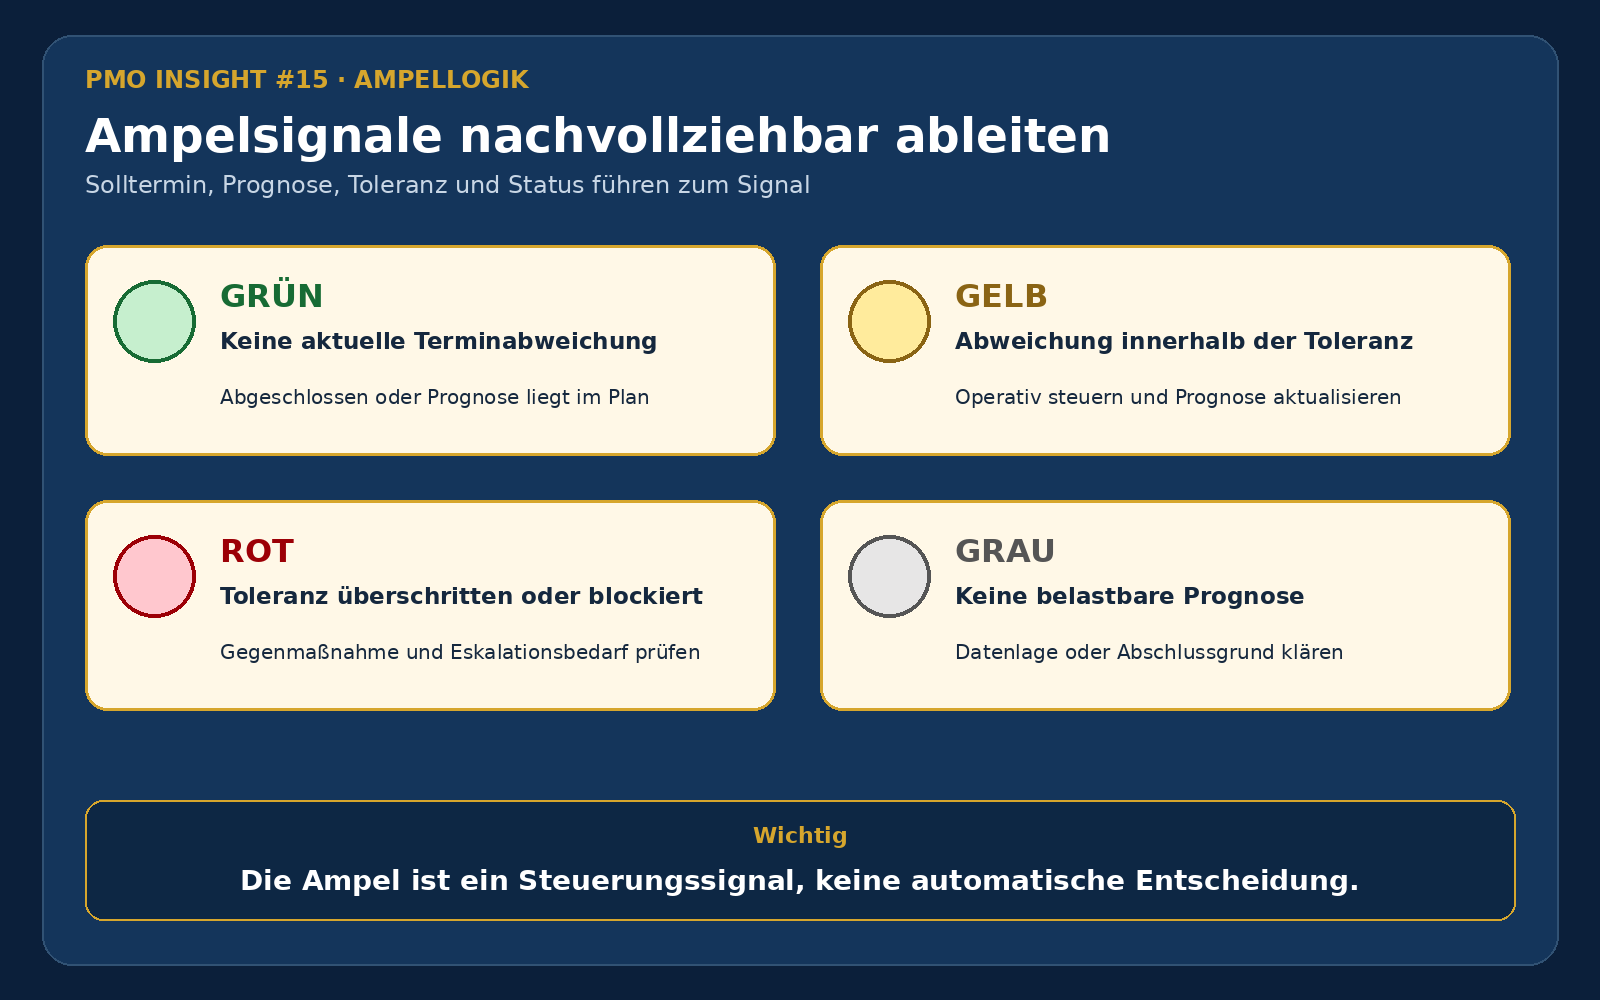 PMO INSIGHT #15 · AMPELLOGIK
Ampelsignale nachvollziehbar ableiten
Solltermin, Prognose, Toleranz und Status führen zum Signal
GRÜN
Keine aktuelle Terminabweichung
Abgeschlossen oder Prognose liegt im Plan
GELB
Abweichung innerhalb der Toleranz
Operativ steuern und Prognose aktualisieren
ROT
Toleranz überschritten oder blockiert
Gegenmaßnahme und Eskalationsbedarf prüfen
GRAU
Keine belastbare Prognose
Datenlage oder Abschlussgrund klären
Wichtig
Die Ampel ist ein Steuerungssignal, keine automatische Entscheidung.